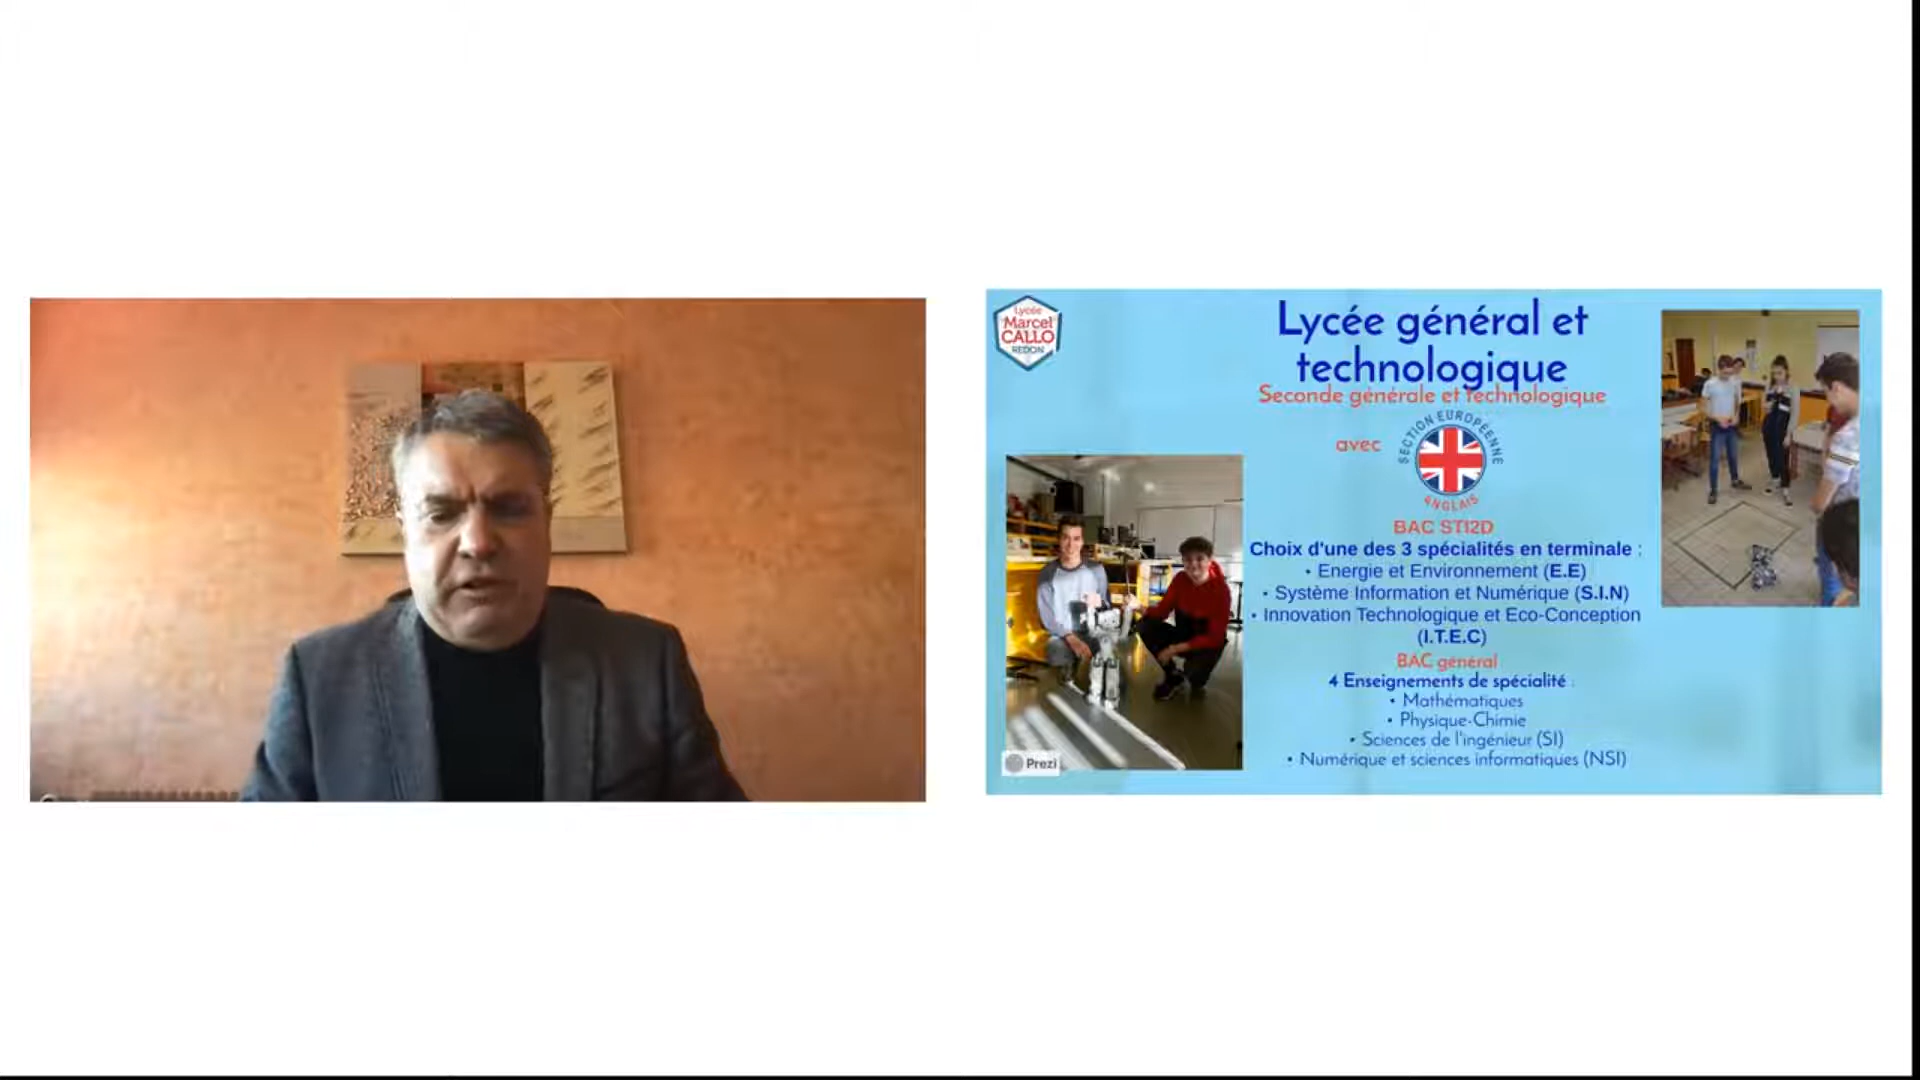 Lycée
Marcel
CALLO
REDON
Lycée général et
technologique
Seconde générale et technologique
avec
SECTION EUROPÉENNE
ANGLAIS
BAC STI2D
Choix d'une des 3 spécialités en terminale :
• Energie et Environnement (E.E)
• Système Information et Numérique (S.I.N)
• Innovation Technologique et Eco-Conception
(I.T.E.C)
BAC général
4 Enseignements de spécialité :
• Mathématiques
• Physique-Chimie
• Sciences de l'ingénieur (SI)
• Numérique et sciences informatiques (NSI)
Prezi